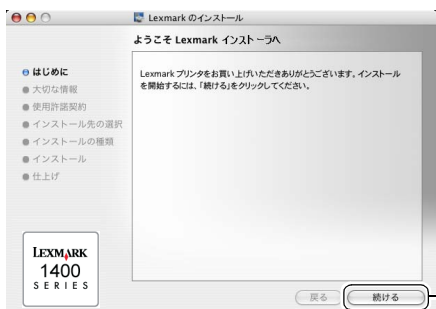 Lexmark のインストール
ようこそ Lexmark インストーラへ
はじめに
大切な情報
使用許諾契約
インストール先の選択
インストールの種類
インストール
仕上げ
Lexmark プリンタをお買い上げいただきありがとうございます。インストール
を開始するには、「続ける」をクリックしてください。
LEXMARK
1400
SERIES
戻る
続ける